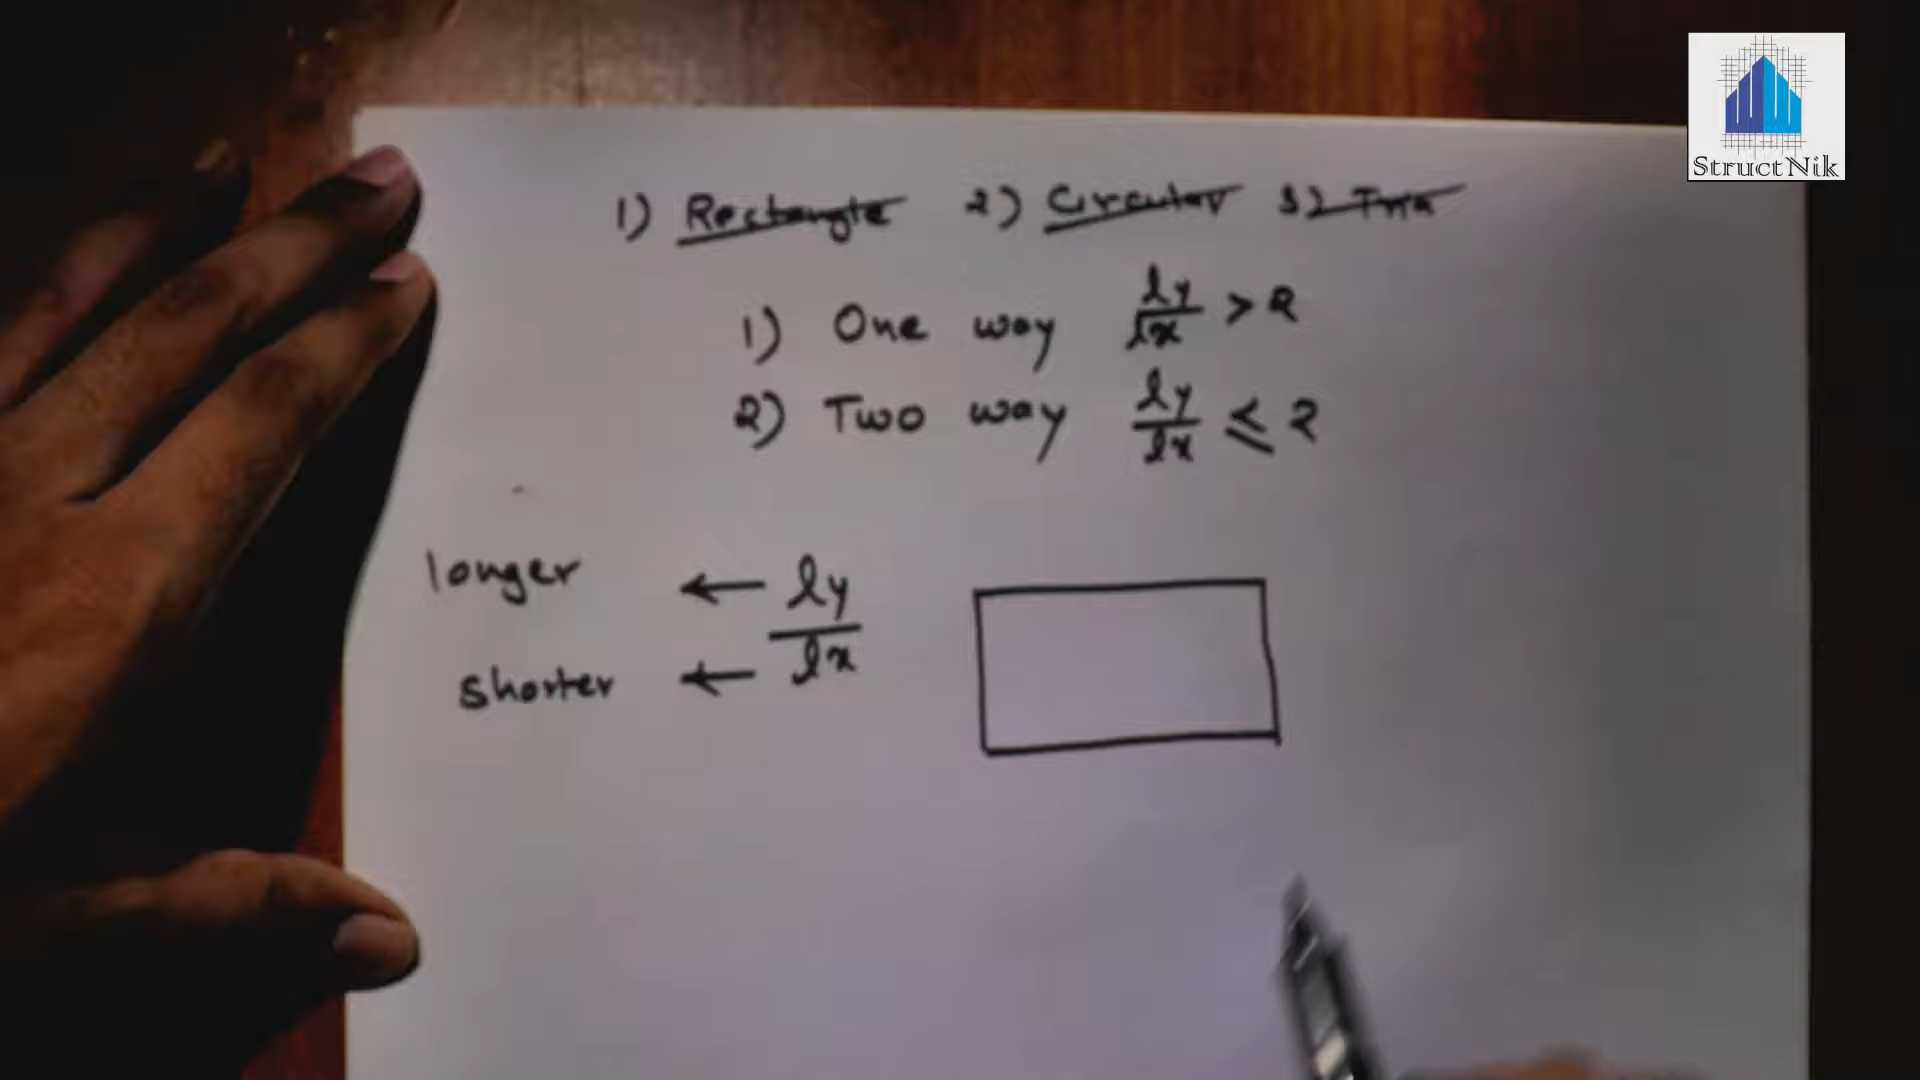 StructNik
1) Rectangle 2) Circular 3)
1) One way ly/lx > 2
2) Two way ly/lx ≤ 2
longer ← ly
shorter ← lx